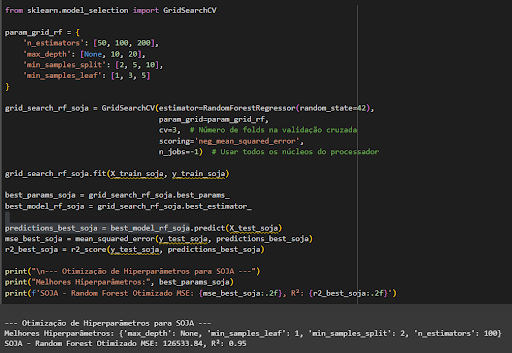 from sklearn.model_selection import GridSearchCV
param_grid_rf = {
    'n_estimators': [50, 100, 200],
    'max_depth': [None, 10, 20],
    'min_samples_split': [2, 5, 10],
    'min_samples_leaf': [1, 3, 5]
}
grid_search_rf_soja = GridSearchCV(estimator=RandomForestRegressor(random_state=42),
                                   param_grid=param_grid_rf,
                                   cv=3,  # Número de folds na validação cruzada
                                   scoring='neg_mean_squared_error',
                                   n_jobs=-1)  # Usar todos os núcleos do processador
grid_search_rf_soja.fit(X_train_soja, y_train_soja)
best_params_soja = grid_search_rf_soja.best_params_
best_model_rf_soja = grid_search_rf_soja.best_estimator_
predictions_best_soja = best_model_rf_soja.predict(X_test_soja)
mse_best_soja = mean_squared_error(y_test_soja, predictions_best_soja)
r2_best_soja = r2_score(y_test_soja, predictions_best_soja)
print("\n--- Otimização de Hiperparâmetros para SOJA ---")
print("Melhores Hiperparâmetros:", best_params_soja)
print(f'SOJA - Random Forest Otimizado MSE: {mse_best_soja:.2f}, R²: {r2_best_soja:.2f}')
--- Otimização de Hiperparâmetros para SOJA ---
Melhores Hiperparâmetros: {'max_depth': None, 'min_samples_leaf': 1, 'min_samples_split': 2, 'n_estimators': 100}
SOJA - Random Forest Otimizado MSE: 126533.84, R²: 0.95